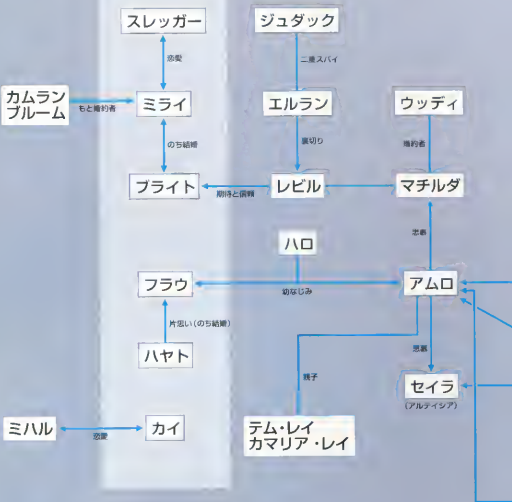 スレッガー
ジュダック
恋愛
二重スパイ
カムラン
ブルーム
もと婚約者
ミライ
エルラン
ウッディ
のち結婚
裏切り
婚約者
ブライト
期待と信頼
レビル
マチルダ
ハロ
思慕
フラウ
幼なじみ
アムロ
片思い(のち結婚)
思慕
ハヤト
親子
セイラ
(アルテイシア)
ミハル
恋愛
カイ
テム・レイ
カマリア・レイ